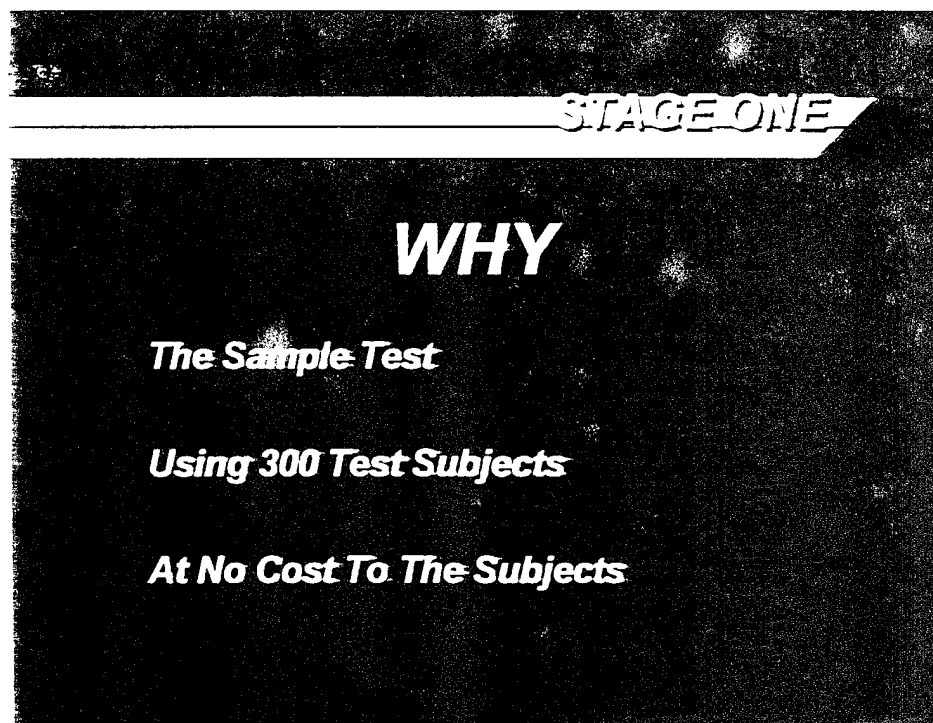 STAGE ONE
WHY
The Sample Test
Using 300 Test Subjects
At No Cost To The Subjects